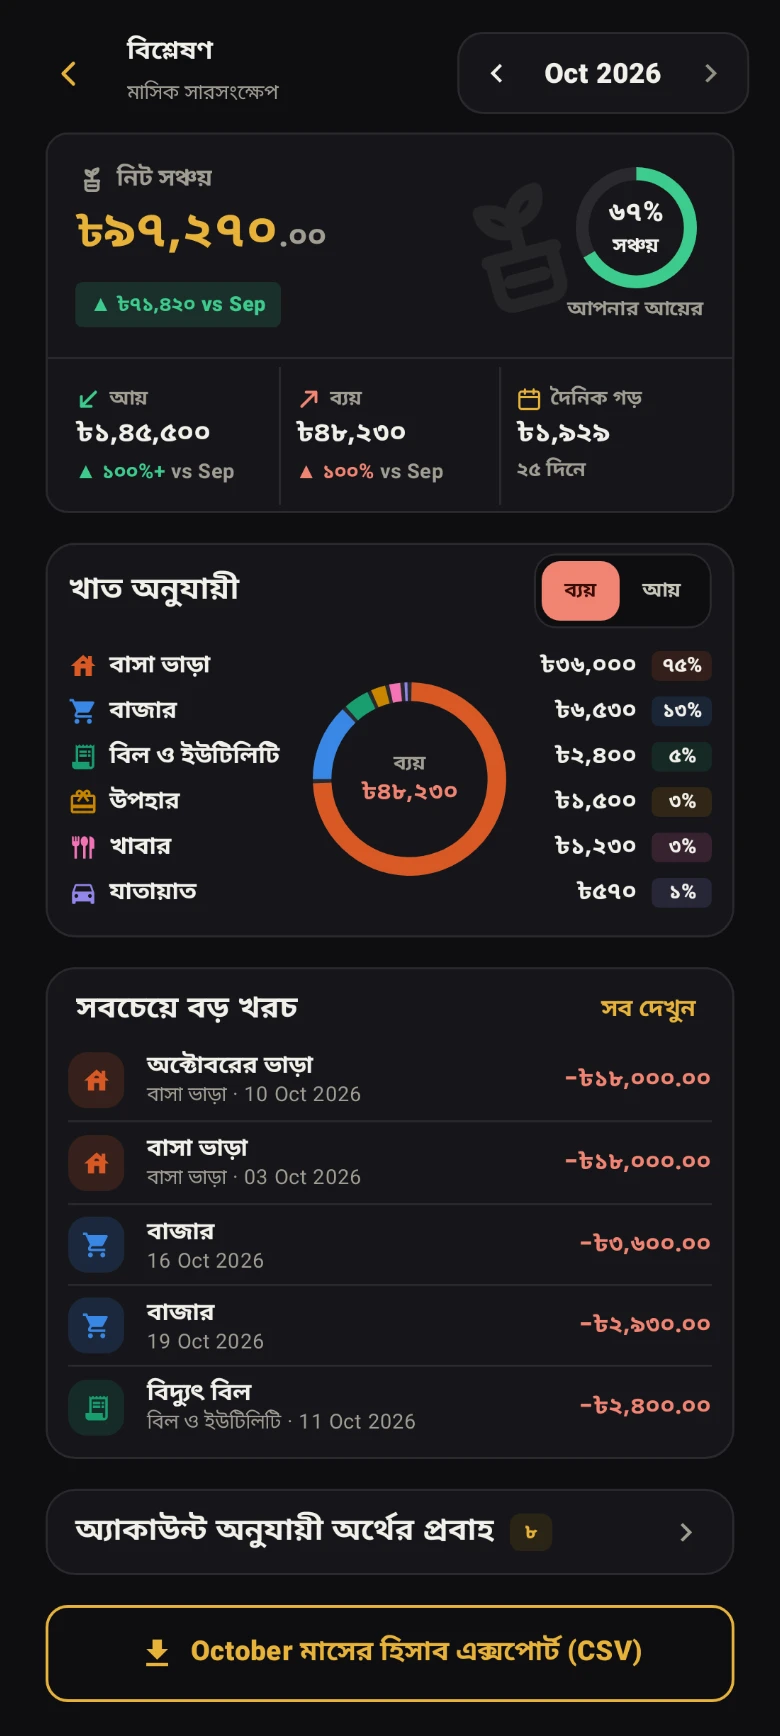 বিশ্লেষণ
মাসিক সারসংক্ষেপ
Oct 2026
নিট সঞ্চয়
৳৯৭,২৭০.০০
▲ ৳৭১,৪২০ vs Sep
৬৭%
সঞ্চয়
আপনার আয়ের
আয়
৳১,৪৫,৫০০
▲ ১০০%+ vs Sep
ব্যয়
৳৪৮,২৩০
▲ ১০০% vs Sep
দৈনিক গড়
৳১,৯২৯
২৫ দিনে
খাত অনুযায়ী
ব্যয়
আয়
বাসা ভাড়া ৳৩৬,০০০ ৭৫%
বাজার ৳৬,৫৩০ ১৩%
বিল ও ইউটিলিটি ৳২,৪০০ ৫%
উপহার ৳১,৫০০ ৩%
খাবার ৳১,২৩০ ৩%
যাতায়াত ৳৫৭০ ১%
ব্যয়
৳৪৮,২৩০
সবচেয়ে বড় খরচ
সব দেখুন
অক্টোবরের ভাড়া
বাসা ভাড়া · 10 Oct 2026
−৳১৮,০০০.০০
বাসা ভাড়া
বাসা ভাড়া · 03 Oct 2026
−৳১৮,০০০.০০
বাজার
16 Oct 2026
−৳৩,৬০০.০০
বাজার
19 Oct 2026
−৳২,৯৩০.০০
বিদ্যুৎ বিল
বিল ও ইউটিলিটি · 11 Oct 2026
−৳২,৪০০.০০
অ্যাকাউন্ট অনুযায়ী অর্থের প্রবাহ ৮
October মাসের হিসাব এক্সপোর্ট (CSV)